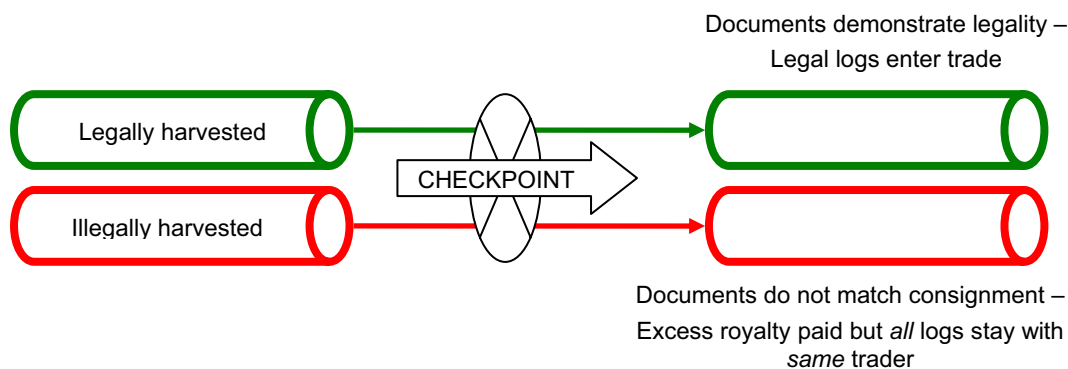 Documents demonstrate legality –
Legal logs enter trade
Legally harvested
CHECKPOINT
Illegally harvested
Documents do not match consignment –
Excess royalty paid but all logs stay with
same trader